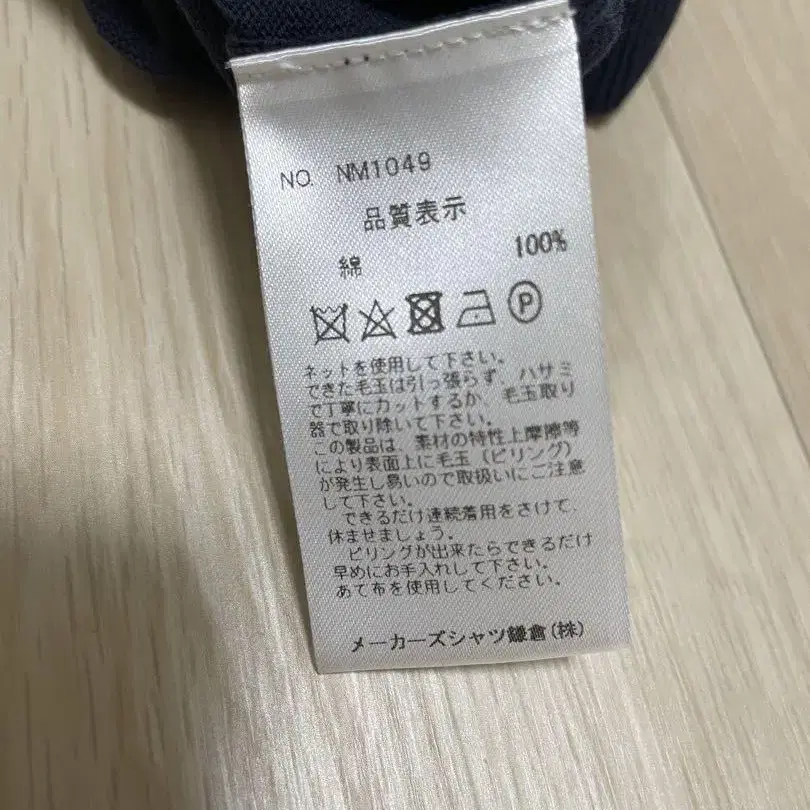 NO. NM1049
品質表示
綿 100%
P
ネットを使用して下さい。
できた毛玉は引っ張らず、ハサミ
で丁寧にカットするか、毛玉取り
器で取り除いて下さい。
この製品は、素材の特性上摩擦等
により表面上に毛玉（ピリング）
が発生し易いので取扱いにご注意
して下さい。
できるだけ連続着用をさけて、
休ませましょう。
ピリングが出来たらできるだけ
早めにお手入れして下さい。
あて布を使用してください。
メーカーズシャツ鎌倉(株)